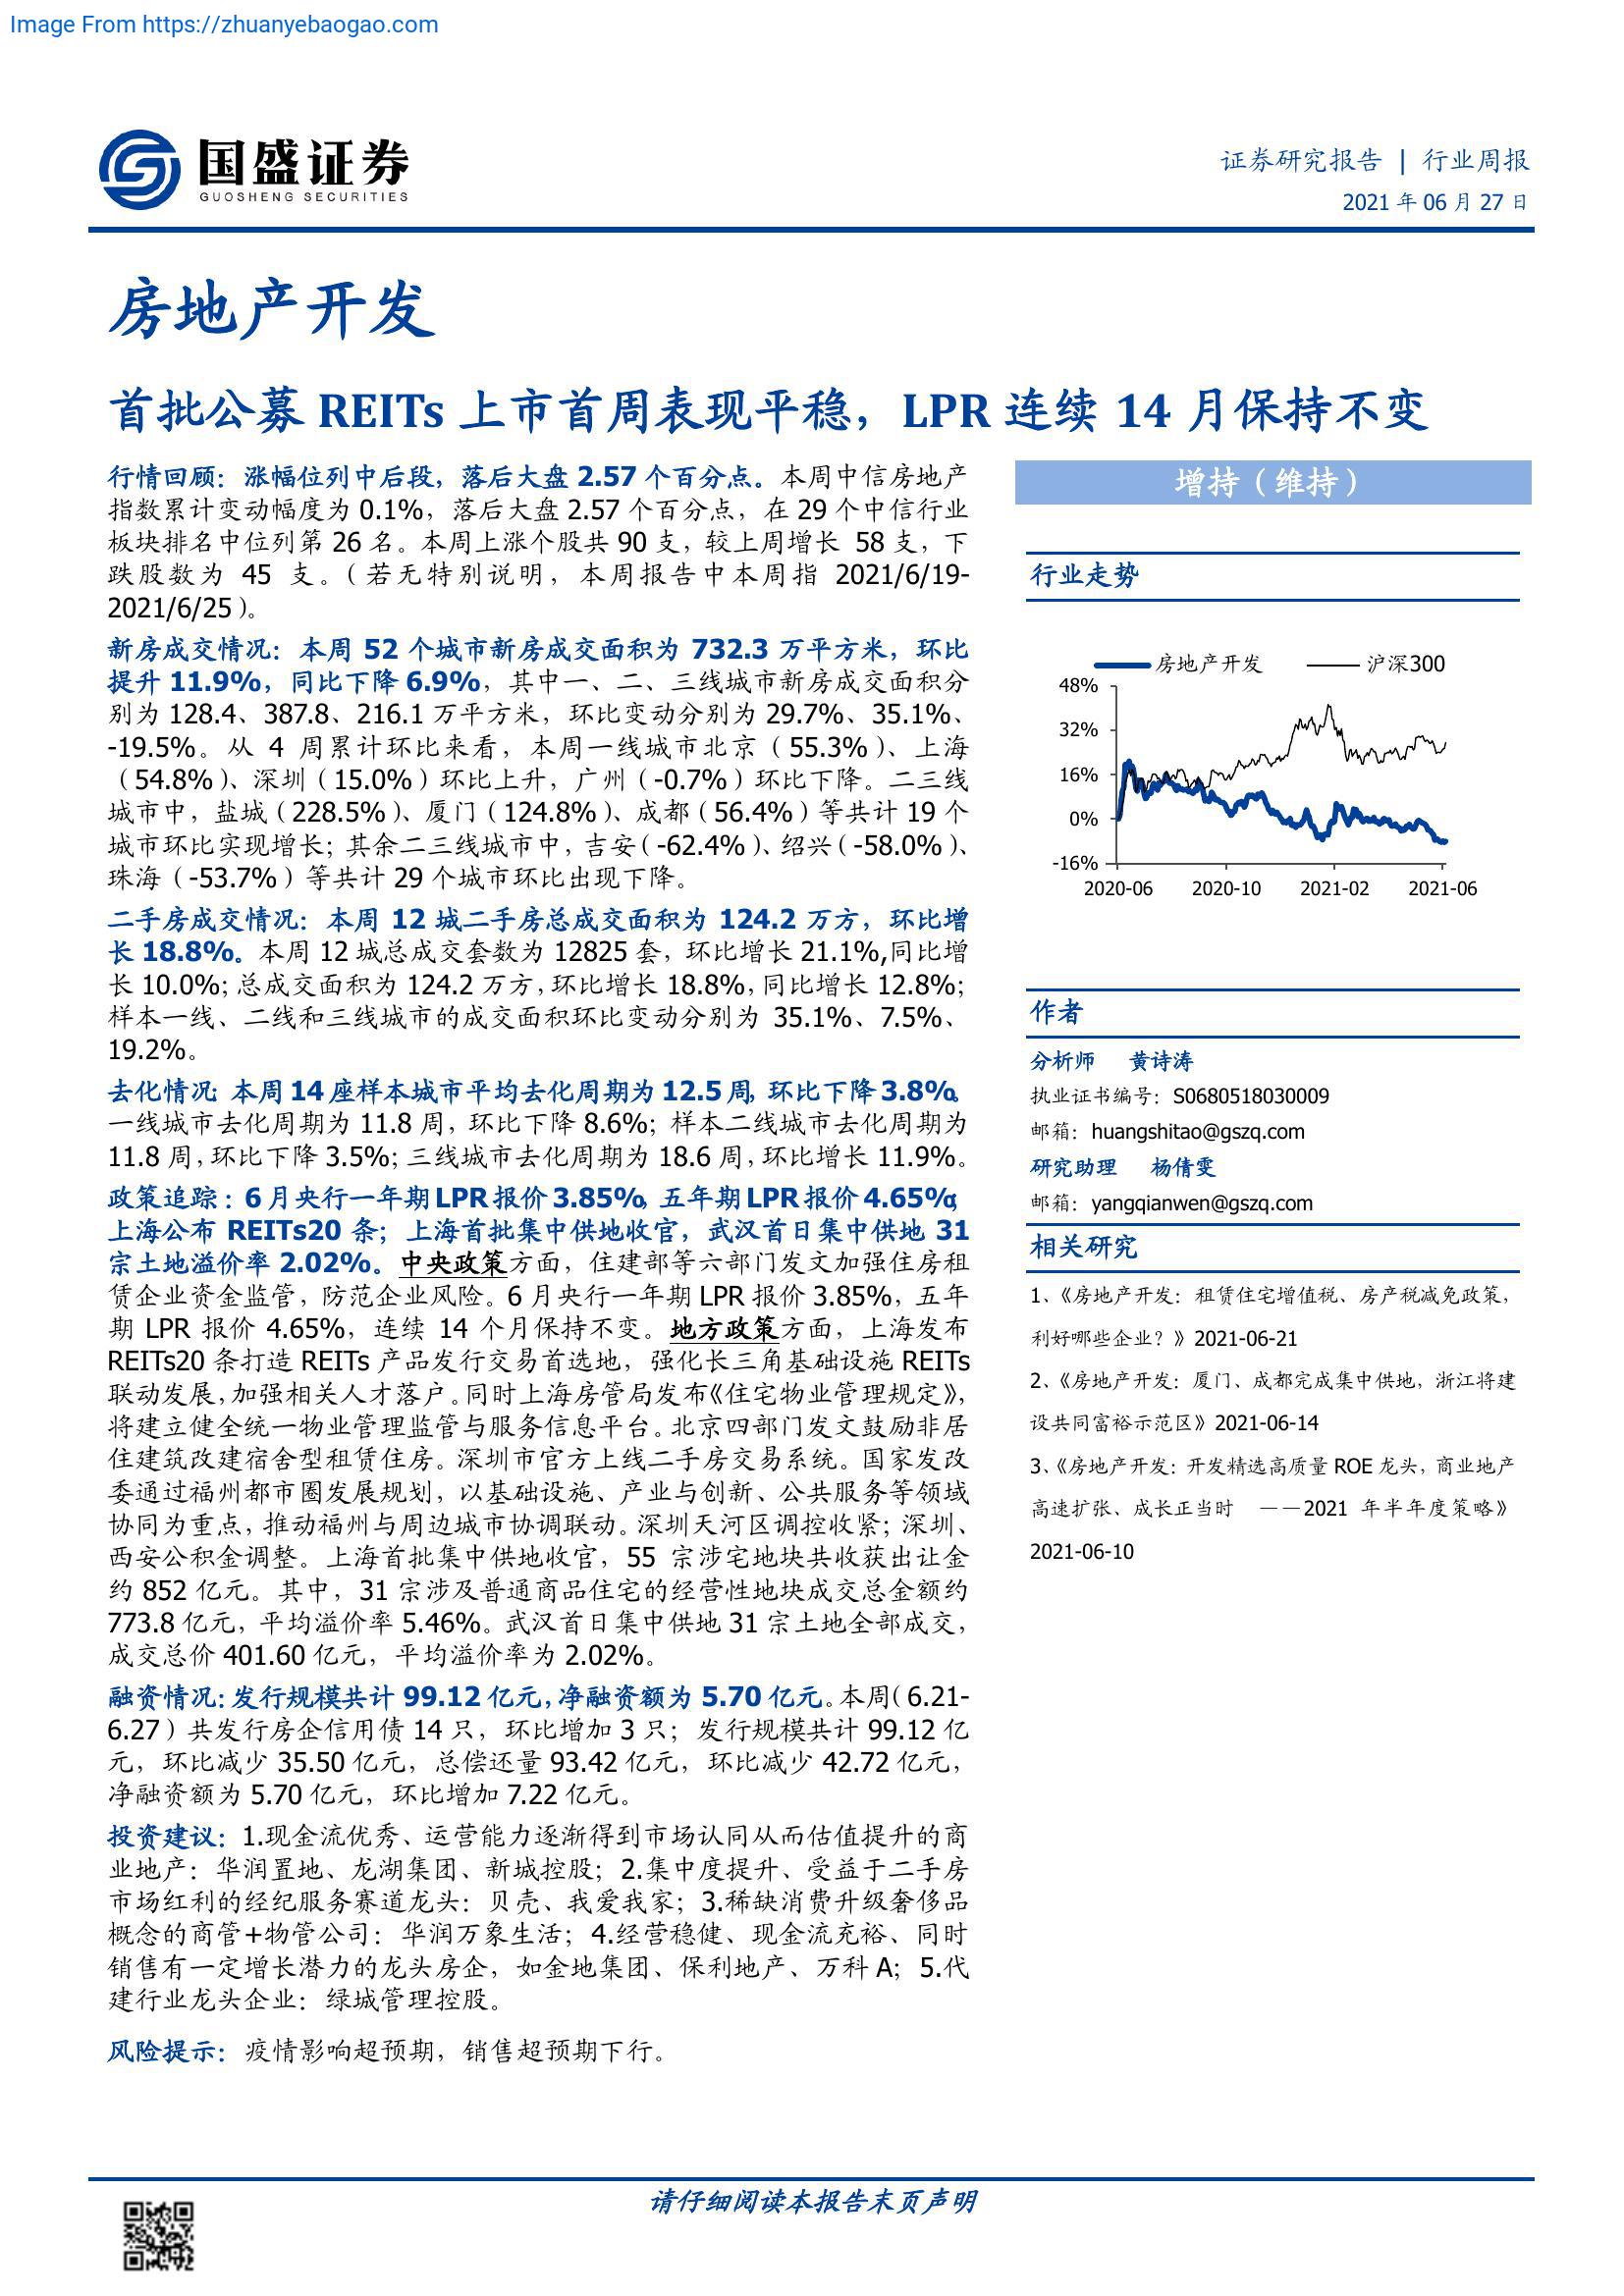 Image From https://zhuanyebaogao.com
国盛证券
GUOSHENG SECURITIES
证券研究报告 | 行业周报
2021 年 06 月 27 日
房地产开发
首批公募 REITs 上市首周表现平稳，LPR 连续 14 月保持不变
行情回顾：涨幅位列中后段，落后大盘 2.57 个百分点。本周中信房地产
指数累计变动幅度为 0.1%，落后大盘 2.57 个百分点，在 29 个中信行业
板块排名中位列第 26 名。本周上涨个股共 90 支，较上周增长 58 支，下
跌股数为 45 支。（若无特别说明，本周报告中本周指 2021/6/19-
2021/6/25）。
新房成交情况：本周 52 个城市新房成交面积为 732.3 万平方米，环比
提升 11.9%，同比下降 6.9%，其中一、二、三线城市新房成交面积分
别为 128.4、387.8、216.1 万平方米，环比变动分别为 29.7%、35.1%、
-19.5%。从 4 周累计环比来看，本周一线城市北京（55.3%）、上海
（54.8%）、深圳（15.0%）环比上升，广州（-0.7%）环比下降。二三线
城市中，盐城（228.5%）、厦门（124.8%）、成都（56.4%）等共计 19 个
城市环比实现增长；其余二三线城市中，吉安（-62.4%）、绍兴（-58.0%）、
珠海（-53.7%）等共计 29 个城市环比出现下降。
二手房成交情况：本周 12 城二手房总成交面积为 124.2 万方，环比增
长 18.8%。本周 12 城总成交套数为 12825 套，环比增长 21.1%,同比增
长 10.0%；总成交面积为 124.2 万方，环比增长 18.8%，同比增长 12.8%；
样本一线、二线和三线城市的成交面积环比变动分别为 35.1%、7.5%、
19.2%。
去化情况：本周 14 座样本城市平均去化周期为 12.5 周，环比下降 3.8%。
一线城市去化周期为 11.8 周，环比下降 8.6%；样本二线城市去化周期为
11.8 周，环比下降 3.5%；三线城市去化周期为 18.6 周，环比增长 11.9%。
政策追踪：6 月央行一年期 LPR 报价 3.85%，五年期 LPR 报价 4.65%；
上海公布 REITs20 条；上海首批集中供地收官，武汉首日集中供地 31
宗土地溢价率 2.02%。中央政策方面，住建部等六部门发文加强住房租
赁企业资金监管，防范企业风险。6 月央行一年期 LPR 报价 3.85%，五年
期 LPR 报价 4.65%，连续 14 个月保持不变。地方政策方面，上海发布
REITs20 条打造 REITs 产品发行交易首选地，强化长三角基础设施 REITs
联动发展，加强相关人才落户。同时上海房管局发布《住宅物业管理规定》，
将建立健全统一物业管理监管与服务信息平台。北京四部门发文鼓励非居
住建筑改建宿舍型租赁住房。深圳市官方上线二手房交易系统。国家发改
委通过福州都市圈发展规划，以基础设施、产业与创新、公共服务等领域
协同为重点，推动福州与周边城市协调联动。深圳天河区调控收紧；深圳、
西安公积金调整。上海首批集中供地收官，55 宗涉宅地块共收获出让金
约 852 亿元。其中，31 宗涉及普通商品住宅的经营性地块成交总金额约
773.8 亿元，平均溢价率 5.46%。武汉首日集中供地 31 宗土地全部成交，
成交总价 401.60 亿元，平均溢价率为 2.02%。
融资情况：发行规模共计 99.12 亿元，净融资额为 5.70 亿元。本周（6.21-
6.27）共发行房企信用债 14 只，环比增加 3 只；发行规模共计 99.12 亿
元，环比减少 35.50 亿元，总偿还量 93.42 亿元，环比减少 42.72 亿元，
净融资额为 5.70 亿元，环比增加 7.22 亿元。
投资建议：1.现金流优秀、运营能力逐渐得到市场认同从而估值提升的商
业地产：华润置地、龙湖集团、新城控股；2.集中度提升、受益于二手房
市场红利的经纪服务赛道龙头：贝壳、我爱我家；3.稀缺消费升级奢侈品
概念的商管+物管公司：华润万象生活；4.经营稳健、现金流充裕、同时
销售有一定增长潜力的龙头房企，如金地集团、保利地产、万科 A；5.代
建行业龙头企业：绿城管理控股。
风险提示：疫情影响超预期，销售超预期下行。
增持（维持）
行业走势
房地产开发 沪深300
48%
32%
16%
0%
-16%
2020-06 2020-10 2021-02 2021-06
作者
分析师 黄诗涛
执业证书编号：S0680518030009
邮箱：huangshitao@gszq.com
研究助理 杨倩雯
邮箱：yangqianwen@gszq.com
相关研究
1、《房地产开发：租赁住宅增值税、房产税减免政策，
利好哪些企业？》2021-06-21
2、《房地产开发：厦门、成都完成集中供地，浙江将建
设共同富裕示范区》2021-06-14
3、《房地产开发：开发精选高质量 ROE 龙头，商业地产
高速扩张、成长正当时 ——2021 年半年度策略》
2021-06-10
请仔细阅读本报告末页声明